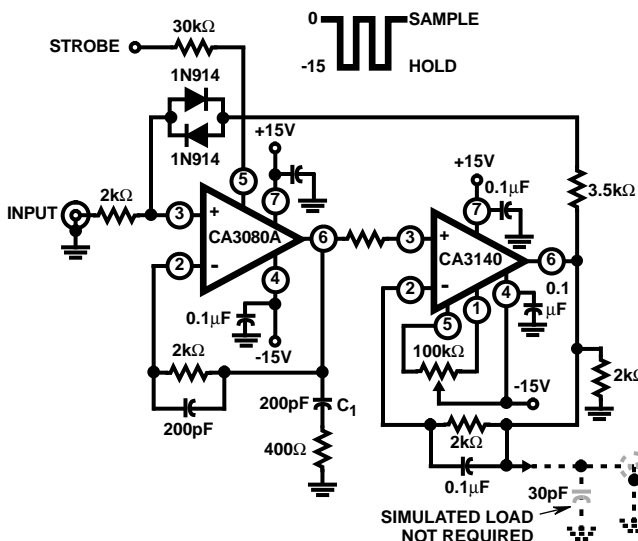 0
SAMPLE
-15
HOLD
STROBE
30kΩ
1N914
1N914
+15V
5
7
INPUT
2kΩ
3
+
CA3080A
6
2
-
4
0.1µF
-15V
2kΩ
200pF
200pF
C1
400Ω
+15V
0.1µF
7
3
+
CA3140
6
2
-
5
1
4
0.1
µF
100kΩ
-15V
3.5kΩ
2kΩ
2kΩ
0.1µF
30pF
SIMULATED LOAD
NOT REQUIRED